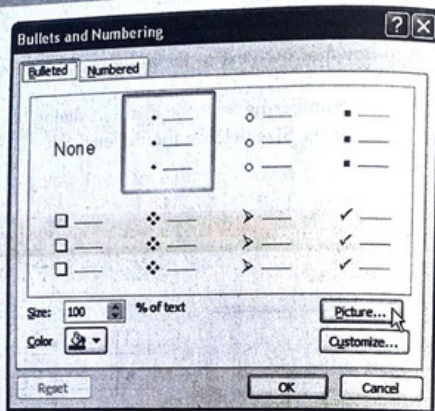 Bullets and Numbering
Bulleted Numbered
None
Size: 100 % of text Picture...
Color Customize...
Reset OK Cancel